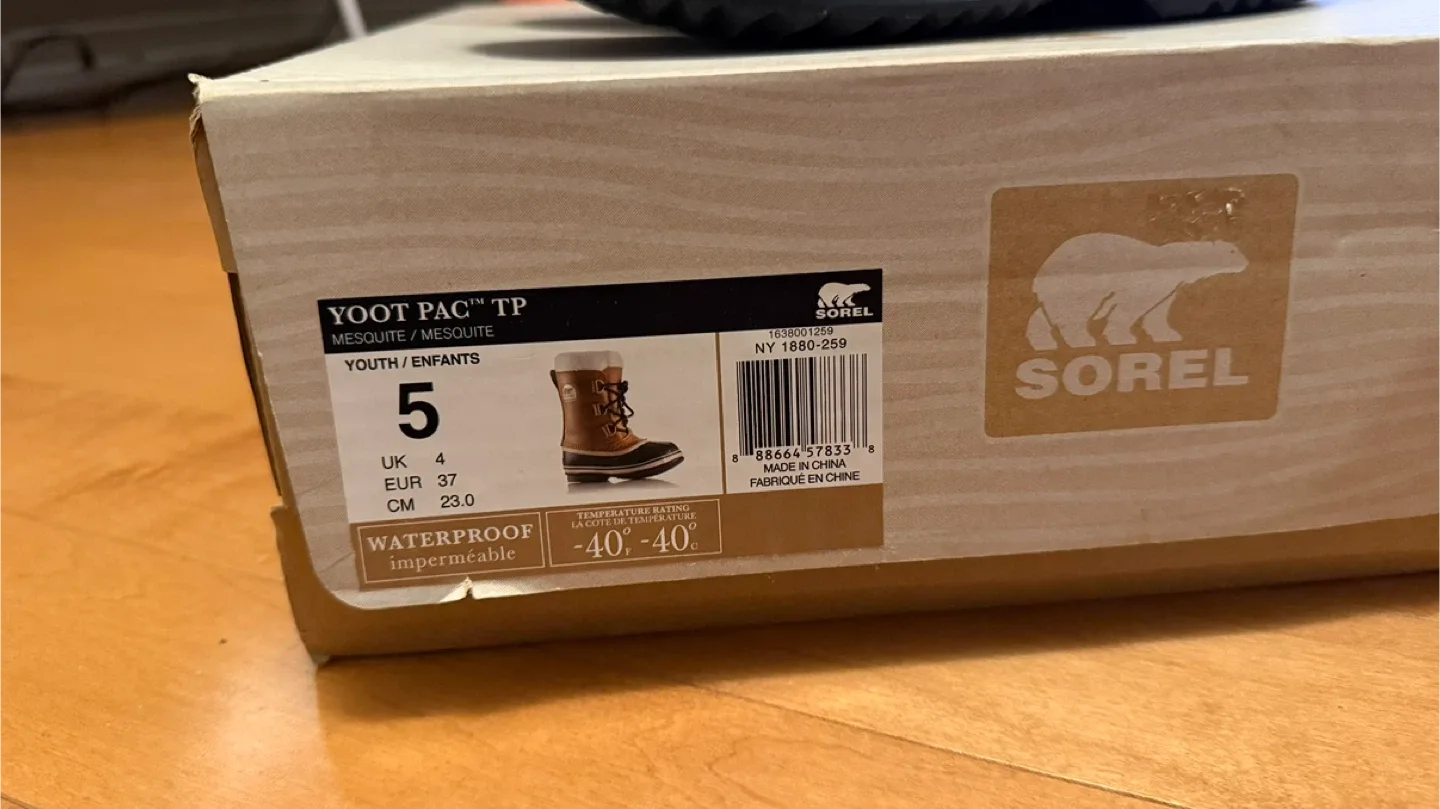 YOOT PAC™ TP
MESQUITE / MESQUITE
SOREL
YOUTH / ENFANTS
5
UK 4
EUR 37
CM 23.0
1638001259
NY 1880-259
8 88664 57833 8
MADE IN CHINA
FABRIQUÉ EN CHINE
WATERPROOF
imperméable
TEMPERATURE RATING
LA COTE DE TEMPÉRATURE
-40°F -40°C
SOREL